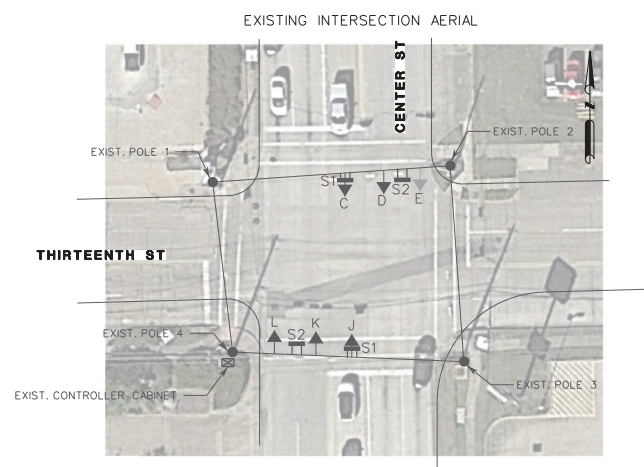 EXISTING INTERSECTION AERIAL
CENTER ST
N
EXIST. POLE 2
EXIST. POLE 1
S1
C
D
S2
E
THIRTEENTH ST
EXIST. POLE 4
L
S2
K
J
S1
EXIST. POLE 3
EXIST. CONTROLLER CABINET